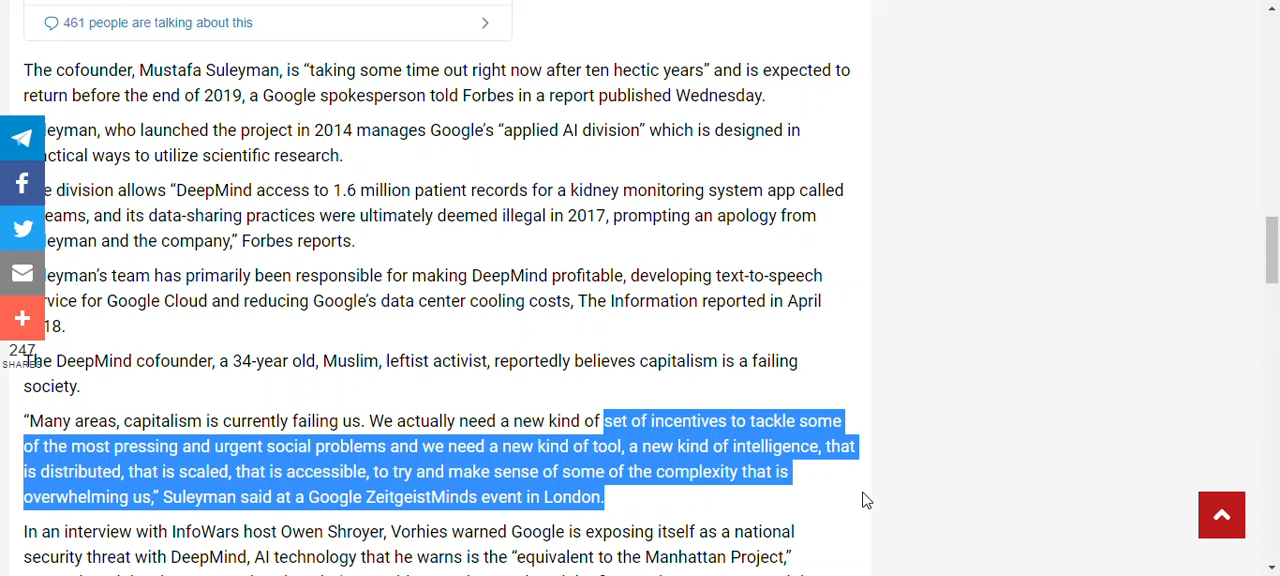 461 people are talking about this
The cofounder, Mustafa Suleyman, is “taking some time out right now after ten hectic years” and is expected to
return before the end of 2019, a Google spokesperson told Forbes in a report published Wednesday.
eyman, who launched the project in 2014 manages Google’s “applied AI division” which is designed in
actical ways to utilize scientific research.
e division allows “DeepMind access to 1.6 million patient records for a kidney monitoring system app called
eams, and its data-sharing practices were ultimately deemed illegal in 2017, prompting an apology from
eyman and the company,” Forbes reports.
eyman’s team has primarily been responsible for making DeepMind profitable, developing text-to-speech
rvice for Google Cloud and reducing Google’s data center cooling costs, The Information reported in April
18.
247
SHARES
The DeepMind cofounder, a 34-year old, Muslim, leftist activist, reportedly believes capitalism is a failing
society.
“Many areas, capitalism is currently failing us. We actually need a new kind of set of incentives to tackle some
of the most pressing and urgent social problems and we need a new kind of tool, a new kind of intelligence, that
is distributed, that is scaled, that is accessible, to try and make sense of some of the complexity that is
overwhelming us,” Suleyman said at a Google ZeitgeistMinds event in London.
In an interview with InfoWars host Owen Shroyer, Vorhies warned Google is exposing itself as a national
security threat with DeepMind, AI technology that he warns is the “equivalent to the Manhattan Project,”